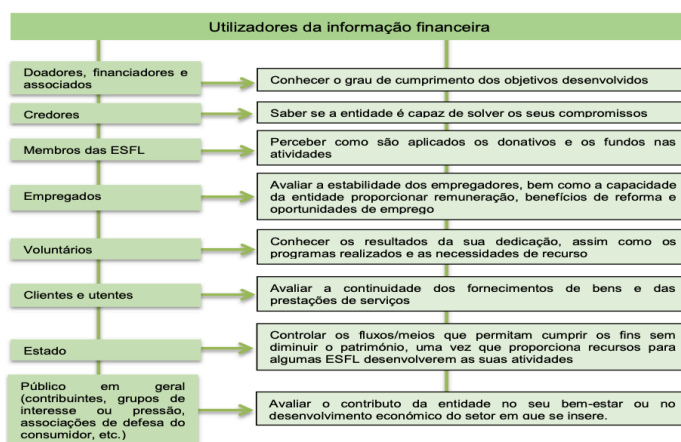 Utilizadores da informação financeira
Doadores, financiadores e
associados
Conhecer o grau de cumprimento dos objetivos desenvolvidos
Credores
Saber se a entidade é capaz de solver os seus compromissos
Membros das ESFL
Perceber como são aplicados os donativos e os fundos nas
atividades
Empregados
Avaliar a estabilidade dos empregadores, bem como a capacidade
da entidade proporcionar remuneração, benefícios de reforma e
oportunidades de emprego
Voluntários
Conhecer os resultados da sua dedicação, assim como os
programas realizados e as necessidades de recurso
Clientes e utentes
Avaliar a continuidade dos fornecimentos de bens e das
prestações de serviços
Estado
Controlar os fluxos/meios que permitam cumprir os fins sem
diminuir o património, uma vez que proporciona recursos para
algumas ESFL desenvolverem as suas atividades
Público em geral
(contribuintes, grupos de
interesse ou pressão,
associações de defesa do
consumidor, etc.)
Avaliar o contributo da entidade no seu bem-estar ou no
desenvolvimento económico do setor em que se insere.